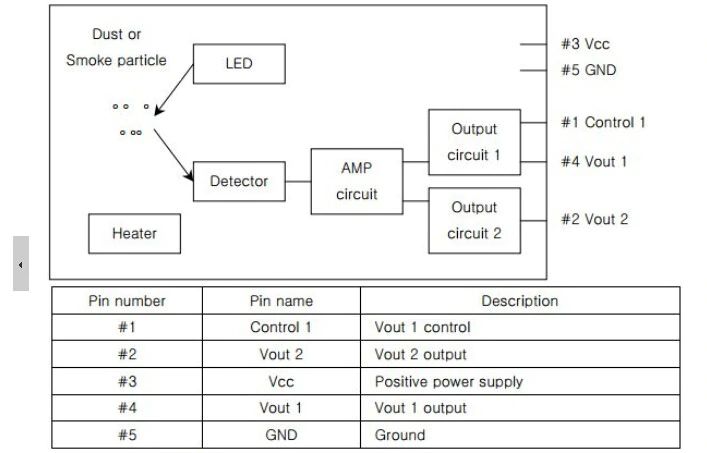 Dust or
Smoke particle
LED
#3 Vcc
#5 GND
#1 Control 1
Output
circuit 1
#4 Vout 1
AMP
circuit
Detector
Output
circuit 2
#2 Vout 2
Heater
Pin number Pin name Description
#1 Control 1 Vout 1 control
#2 Vout 2 Vout 2 output
#3 Vcc Positive power supply
#4 Vout 1 Vout 1 output
#5 GND Ground